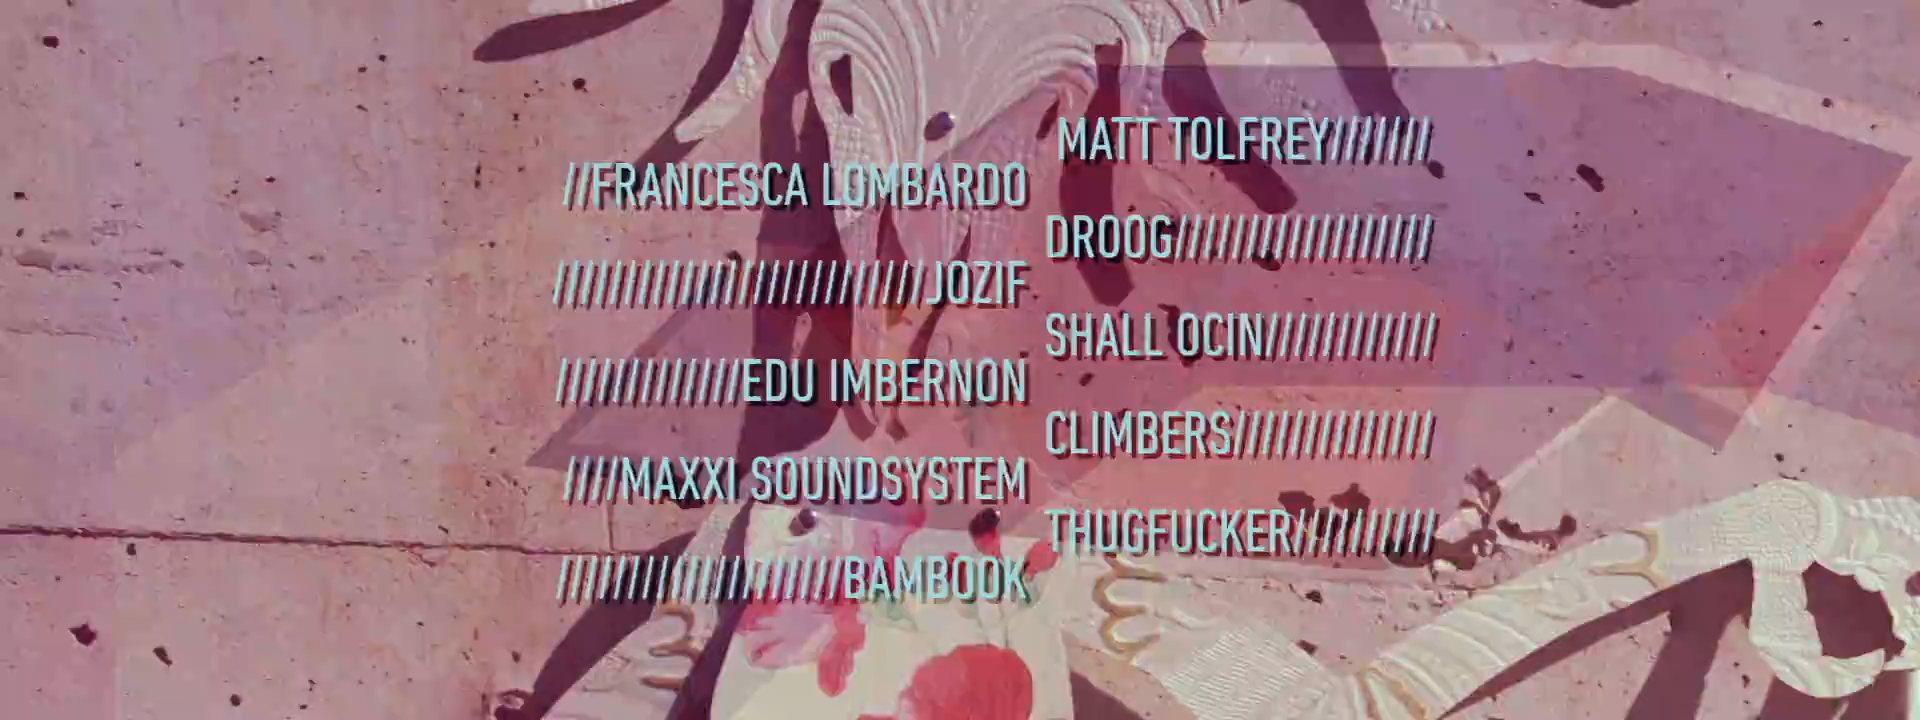 MATT TOLFREY///////
//FRANCESCA LOMBARDO
DROOG//////////////////
//////////////////////////JOZIF
SHALL OCIN////////////
/////////////EDU IMBERNON
CLIMBERS//////////////
////MAXXI SOUNDSYSTEM
THUGFUCKER//////////
////////////////////BAMBOOK